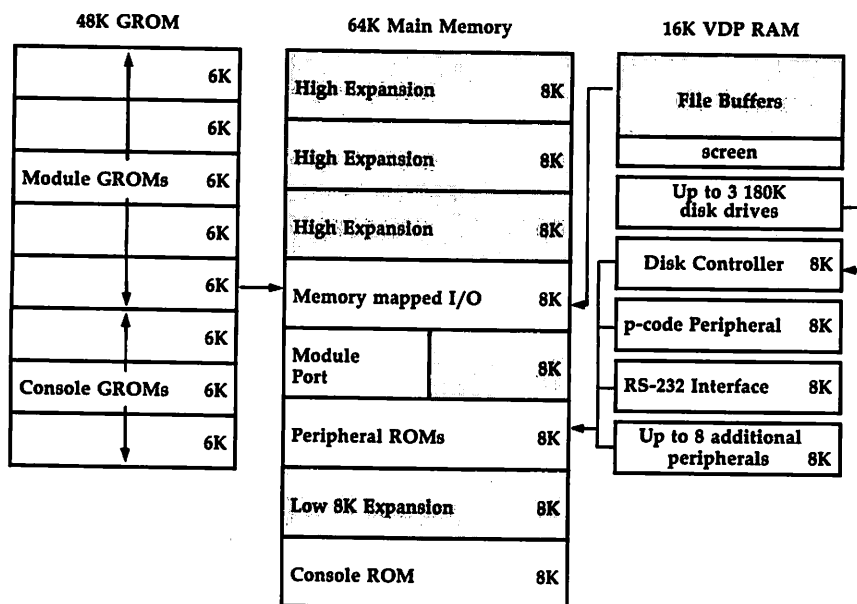 48K GROM
6K
6K
Module GROMs 6K
6K
6K
6K
Console GROMs 6K
6K
64K Main Memory
High Expansion 8K
High Expansion 8K
High Expansion 8K
Memory mapped I/O 8K
Module
Port 8K
Peripheral ROMs 8K
Low 8K Expansion 8K
Console ROM 8K
16K VDP RAM
File Buffers
screen
Up to 3 180K
disk drives
Disk Controller 8K
p-code Peripheral 8K
RS-232 Interface 8K
Up to 8 additional
peripherals 8K